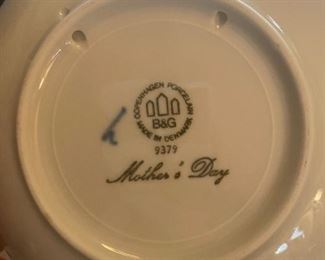 COPENHAGEN PORCELAIN
B&G
MADE IN DENMARK
9379
Mother's Day